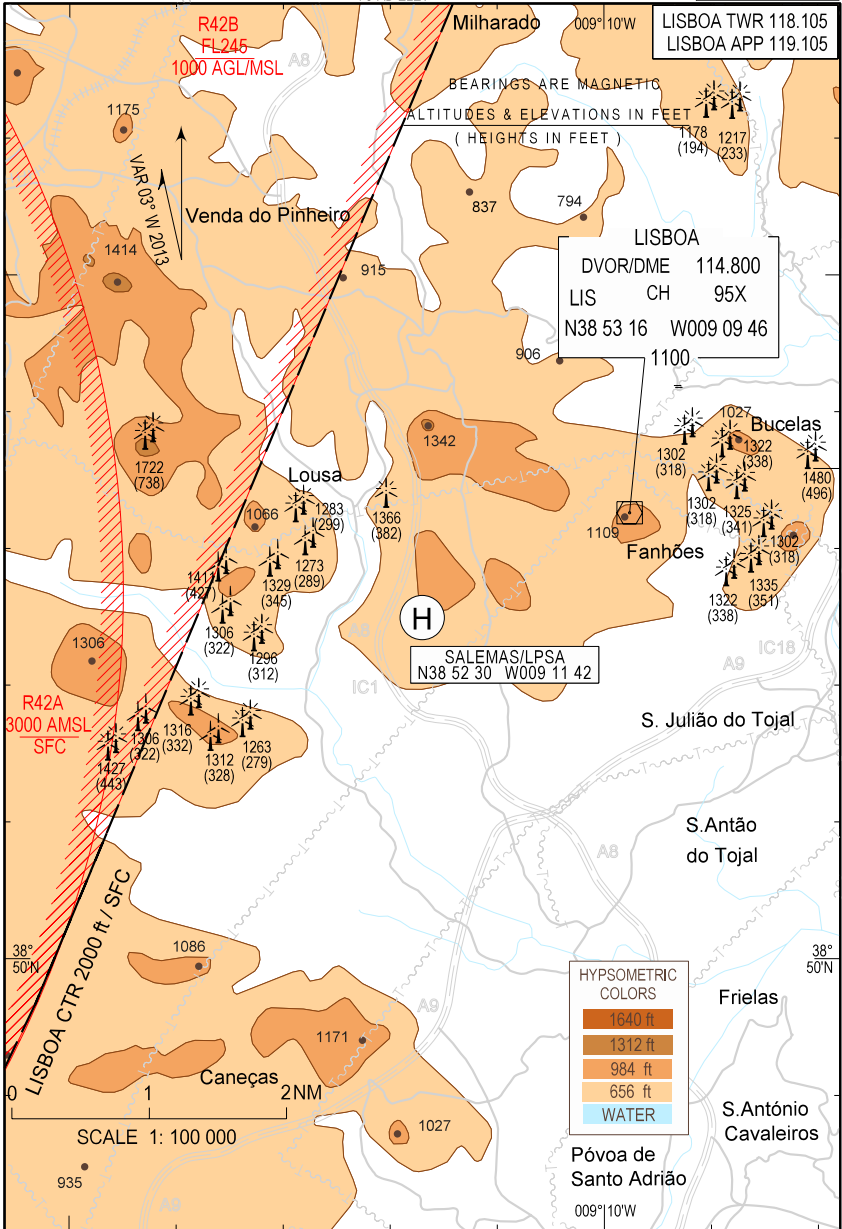 R42B
FL245
1000 AGL/MSL
A8
Milharado
009° 10'W
LISBOA TWR 118.105
LISBOA APP 119.105
BEARINGS ARE MAGNETIC
ALTITUDES & ELEVATIONS IN FEET
( HEIGHTS IN FEET )
1178
(194)
1217
(233)
1175
VAR 03° W 2013
Venda do Pinheiro
837
794
1414
915
LISBOA
DVOR/DME 114.800
LIS CH 95X
N38 53 16 W009 09 46
1100
906
1722
(738)
1342
1302
(318)
1027
Bucelas
1322
(338)
1480
(496)
Lousa
1066
1283
(299)
1366
(382)
1302
(318)
1325
(341)
1109
Fanhões
1302
(318)
1273
(289)
1411
(427)
1329
(345)
1335
(351)
1322
(338)
1306
(322)
1296
(312)
A8
H
SALEMAS/LPSA
N38 52 30 W009 11 42
1306
IC18
A9
IC1
R42A
3000 AMSL
SFC
1306
(322)
1316
(332)
1312
(328)
1263
(279)
1427
(443)
S. Julião do Tojal
S.Antão
do Tojal
A8
LISBOA CTR 2000 ft / SFC
1086
38°
50'N
38°
50'N
A9
HYPSOMETRIC
COLORS
1640 ft
1312 ft
984 ft
656 ft
WATER
Frielas
1171
Caneças
0 1 2NM
SCALE 1: 100 000
1027
S.António
Cavaleiros
Póvoa de
Santo Adrião
935
A9
009° 10'W